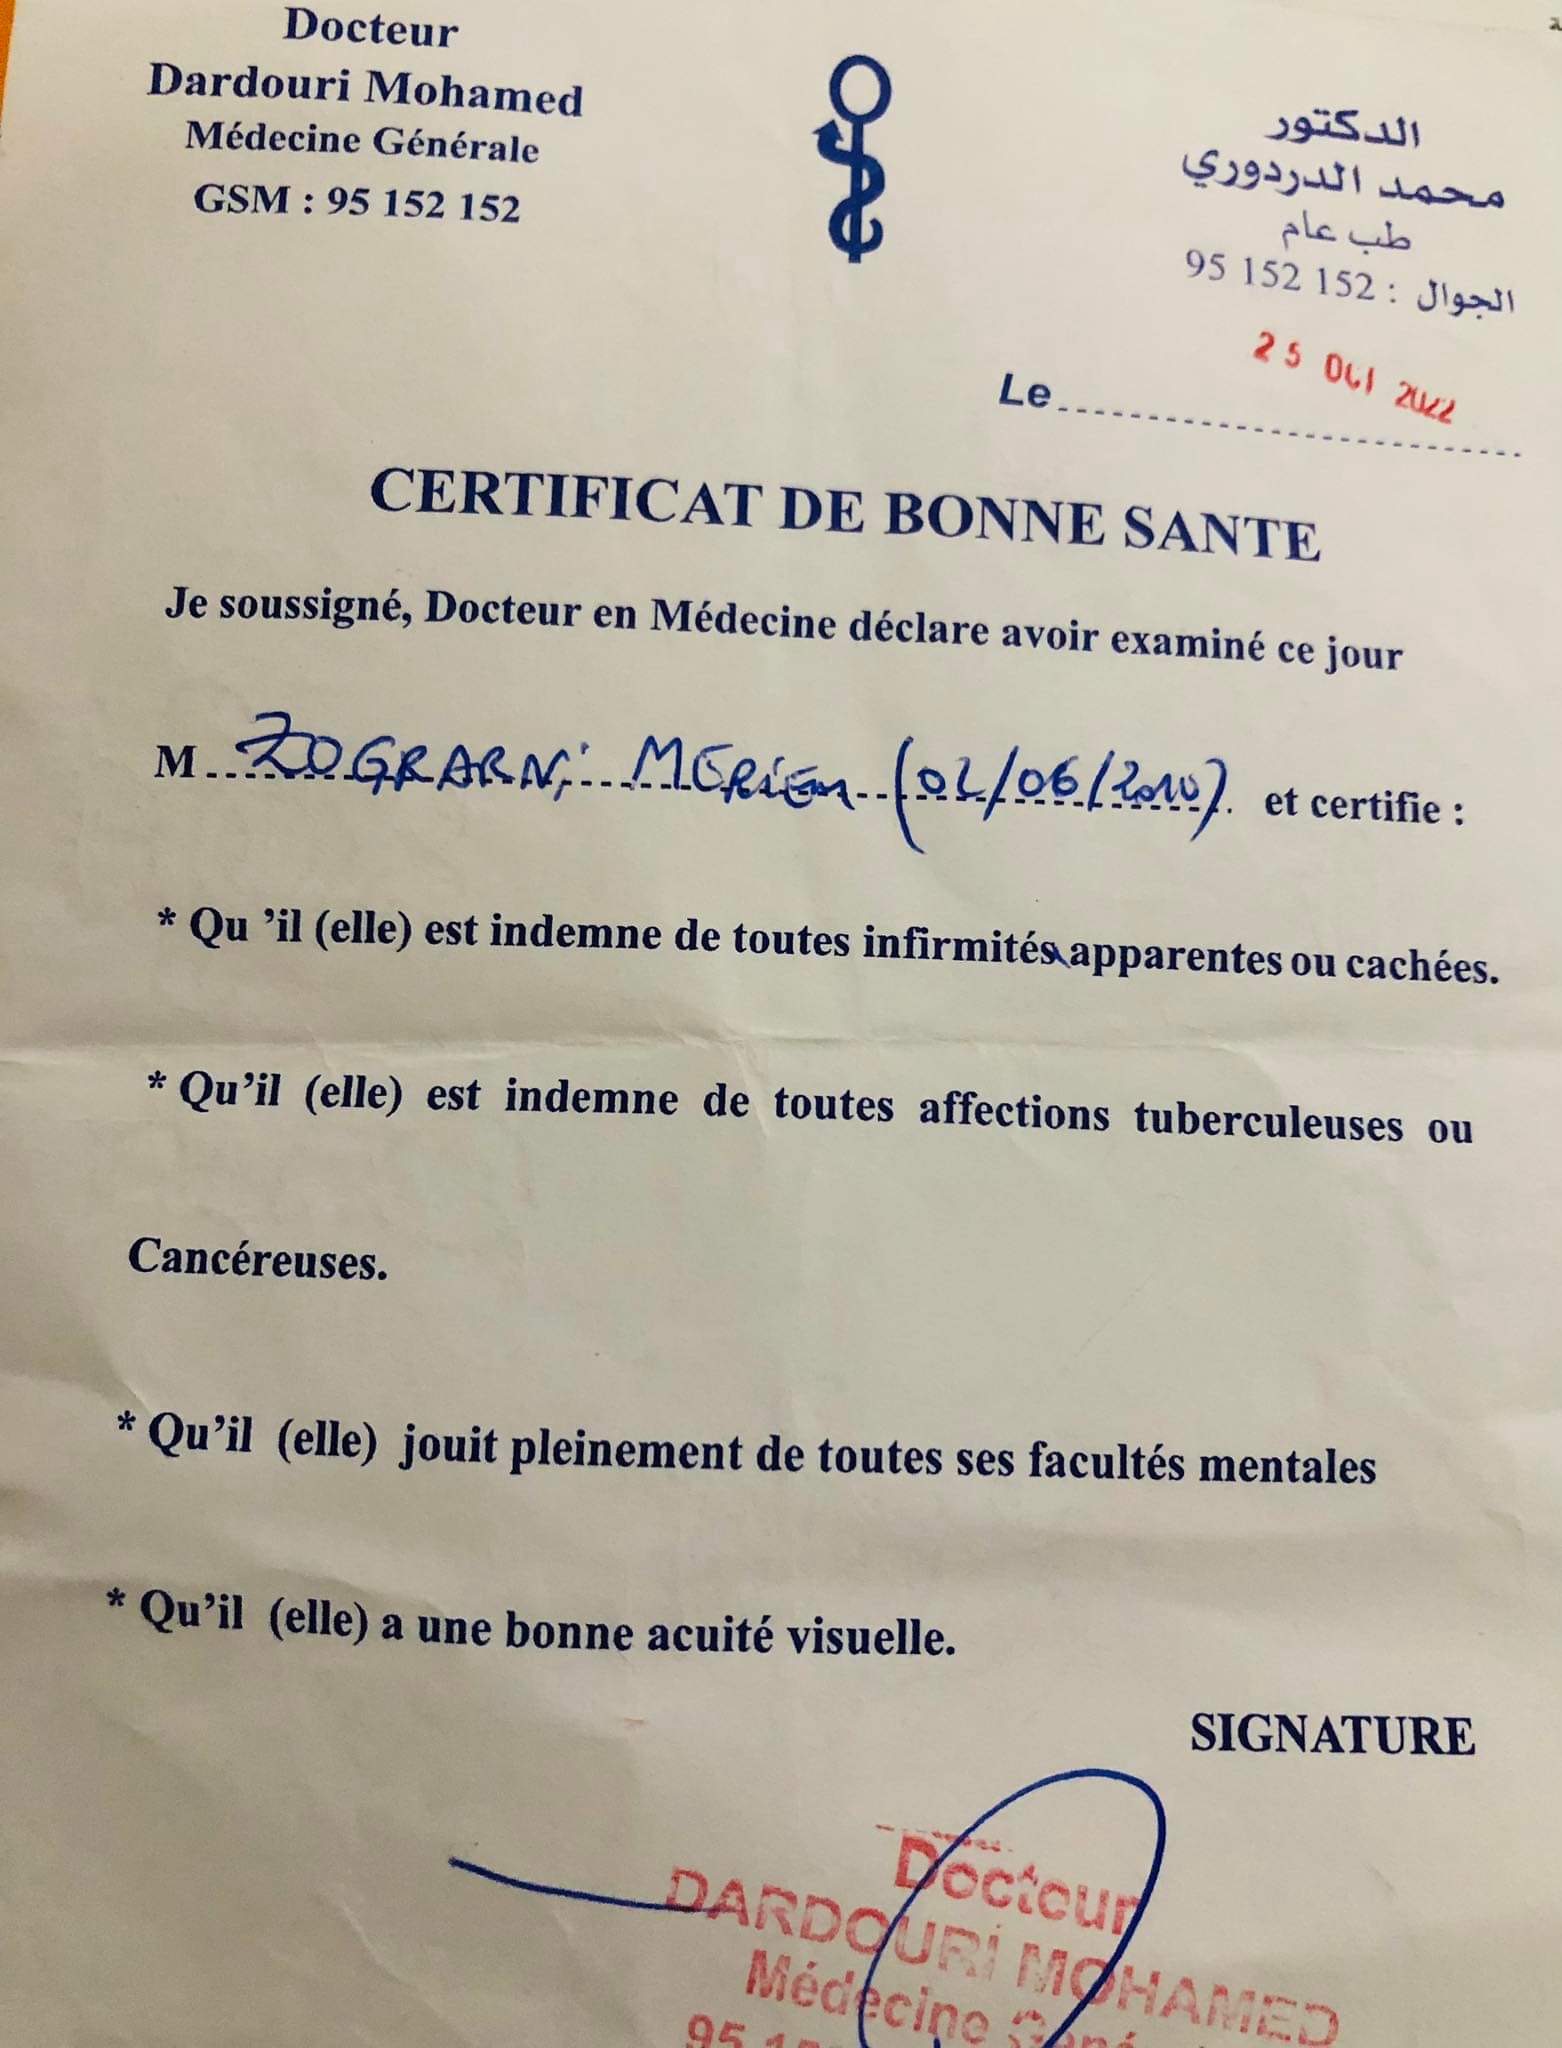 Docteur
Dardouri Mohamed
Médecine Générale
GSM : 95 152 152
الدكتور
محمد الدردوري
طب عام
الجوال : 152 152 95
25 OCT 2022
Le
CERTIFICAT DE BONNE SANTE
Je soussigné, Docteur en Médecine déclare avoir examiné ce jour
M ZOGRARNi MERiEM (02/06/2010) et certifie :
* Qu 'il (elle) est indemne de toutes infirmités apparentes ou cachées.
* Qu'il (elle) est indemne de toutes affections tuberculeuses ou
Cancéreuses.
* Qu'il (elle) jouit pleinement de toutes ses facultés mentales
* Qu'il (elle) a une bonne acuité visuelle.
SIGNATURE
Docteur
DARDOURI MOHAMED
Médecine
95